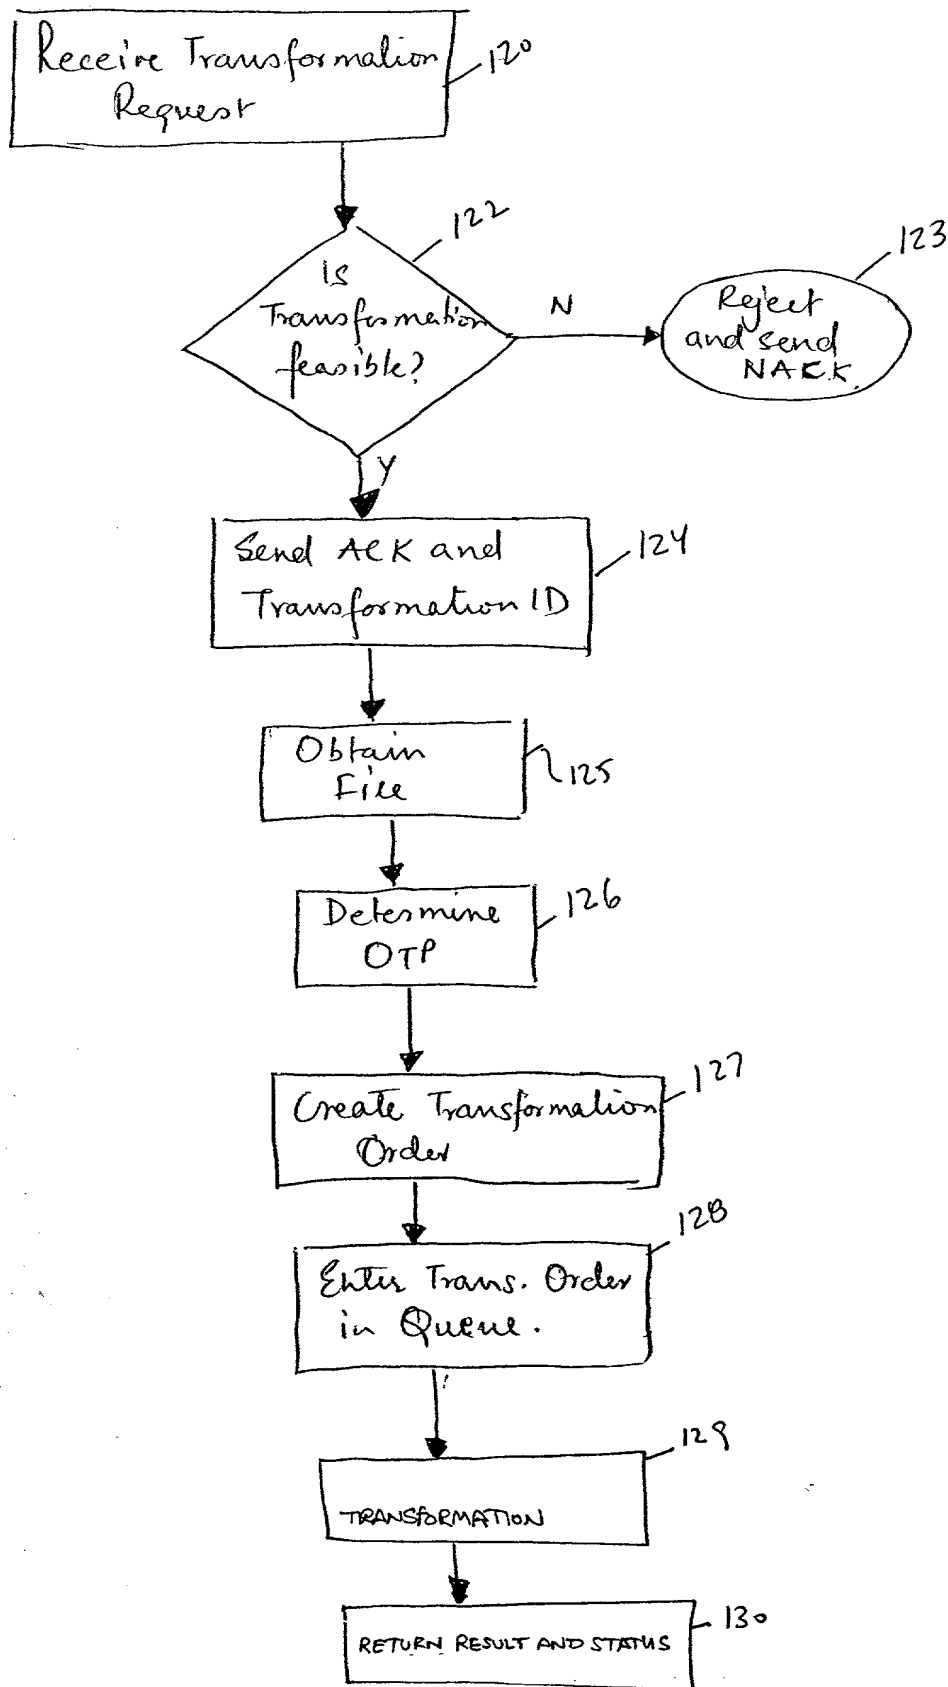 Receive Transformation
Request
120
122
Is
Transformation
feasible?
N
123
Reject
and send
NACK.
Y
Send ACK and
Transformation ID
124
Obtain
File
125
Determine
OTP
126
Create Transformation
Order
127
Enter Trans. Order
in Queue.
128
TRANSFORMATION
129
RETURN RESULT AND STATUS
130